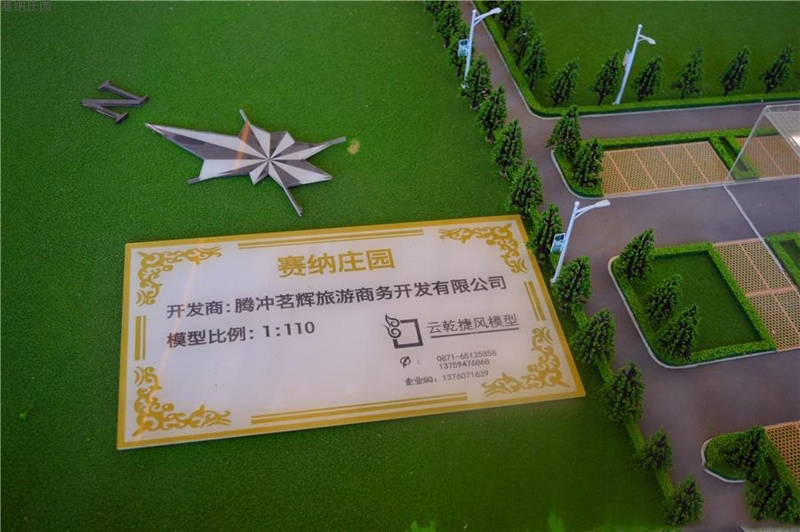 赛纳庄园
N
赛纳庄园
开发商:腾冲茗辉旅游商务开发有限公司
模型比例:1:110
云乾捷风模型
✆: 0871-65125858
13759476868
企业QQ:1376071629